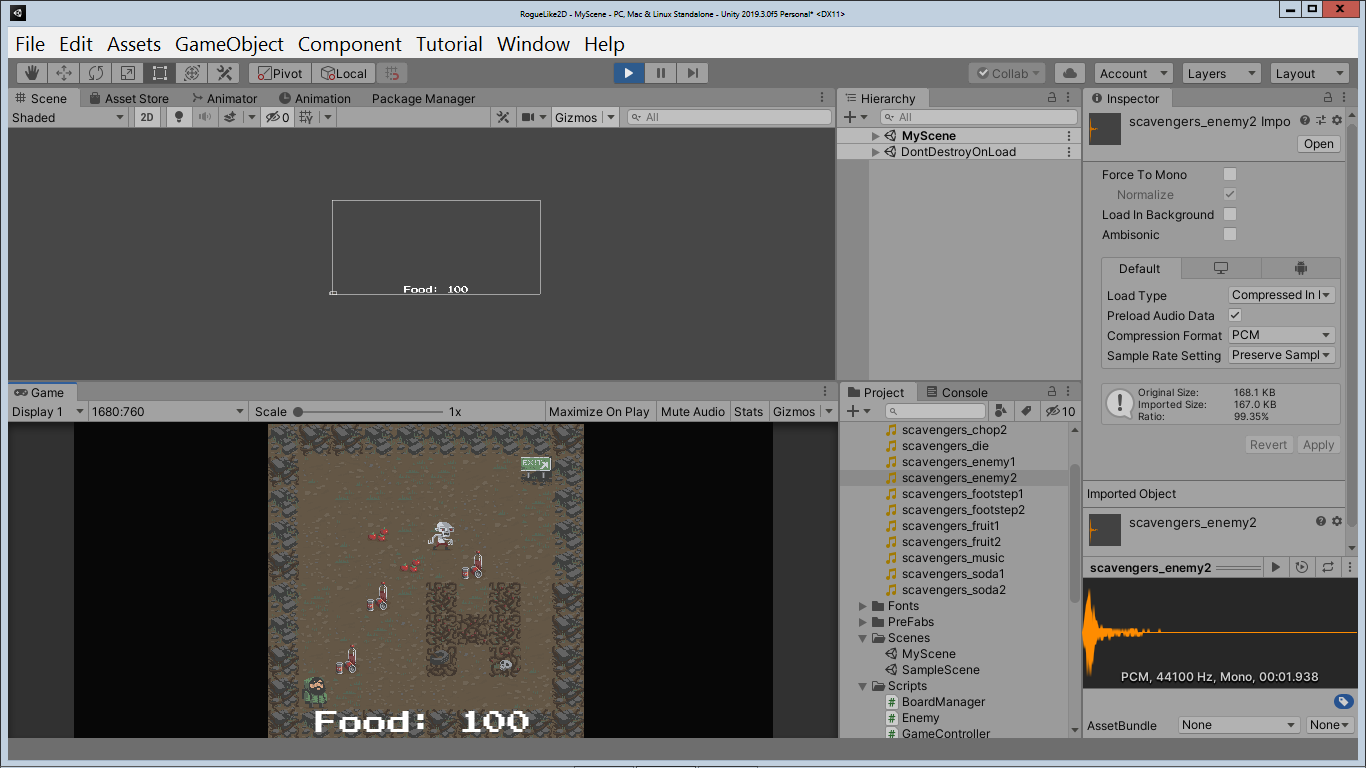 RogueLike2D - MyScene - PC, Mac & Linux Standalone - Unity 2019.3.0f5 Personal* <DX11>
File Edit Assets GameObject Component Tutorial Window Help
Pivot Local Collab Account Layers Layout
Scene Asset Store Animator Animation Package Manager
Shaded 2D 0 Gizmos All
Food: 100
Hierarchy
All
MyScene
DontDestroyOnLoad
Game
Display 1 1680:760 Scale 1x Maximize On Play Mute Audio Stats Gizmos
EXIT
Food: 100
Project Console
10
scavengers_chop2
scavengers_die
scavengers_enemy1
scavengers_enemy2
scavengers_footstep1
scavengers_footstep2
scavengers_fruit1
scavengers_fruit2
scavengers_music
scavengers_soda1
scavengers_soda2
Fonts
PreFabs
Scenes
MyScene
SampleScene
Scripts
# BoardManager
# Enemy
# GameController
Inspector
scavengers_enemy2 Impo
Open
Force To Mono
Normalize
Load In Background
Ambisonic
Default
Load Type Compressed In I
Preload Audio Data
Compression Format PCM
Sample Rate Setting Preserve Sampl
Original Size: 168.1 KB
Imported Size: 167.0 KB
Ratio: 99.35%
Revert Apply
Imported Object
scavengers_enemy2
scavengers_enemy2
PCM, 44100 Hz, Mono, 00:01.938
AssetBundle None None